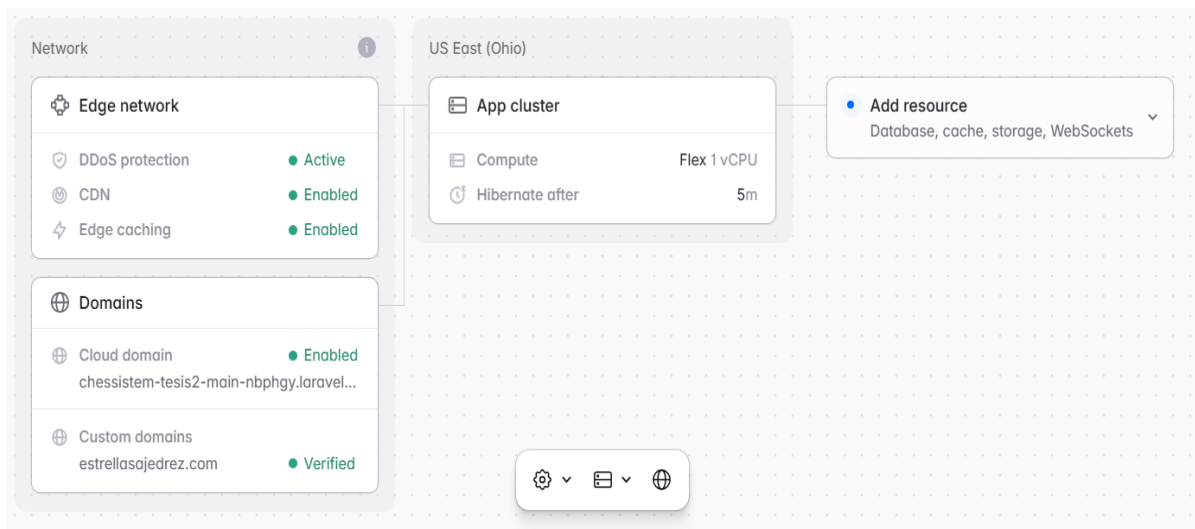 Network
Edge network
DDoS protection Active
CDN Enabled
Edge caching Enabled
Domains
Cloud domain Enabled
chessistem-tesis2-main-nbphgy.laravel...
Custom domains
estrellasajedrez.com Verified
US East (Ohio)
App cluster
Compute Flex 1 vCPU
Hibernate after 5m
Add resource
Database, cache, storage, WebSockets